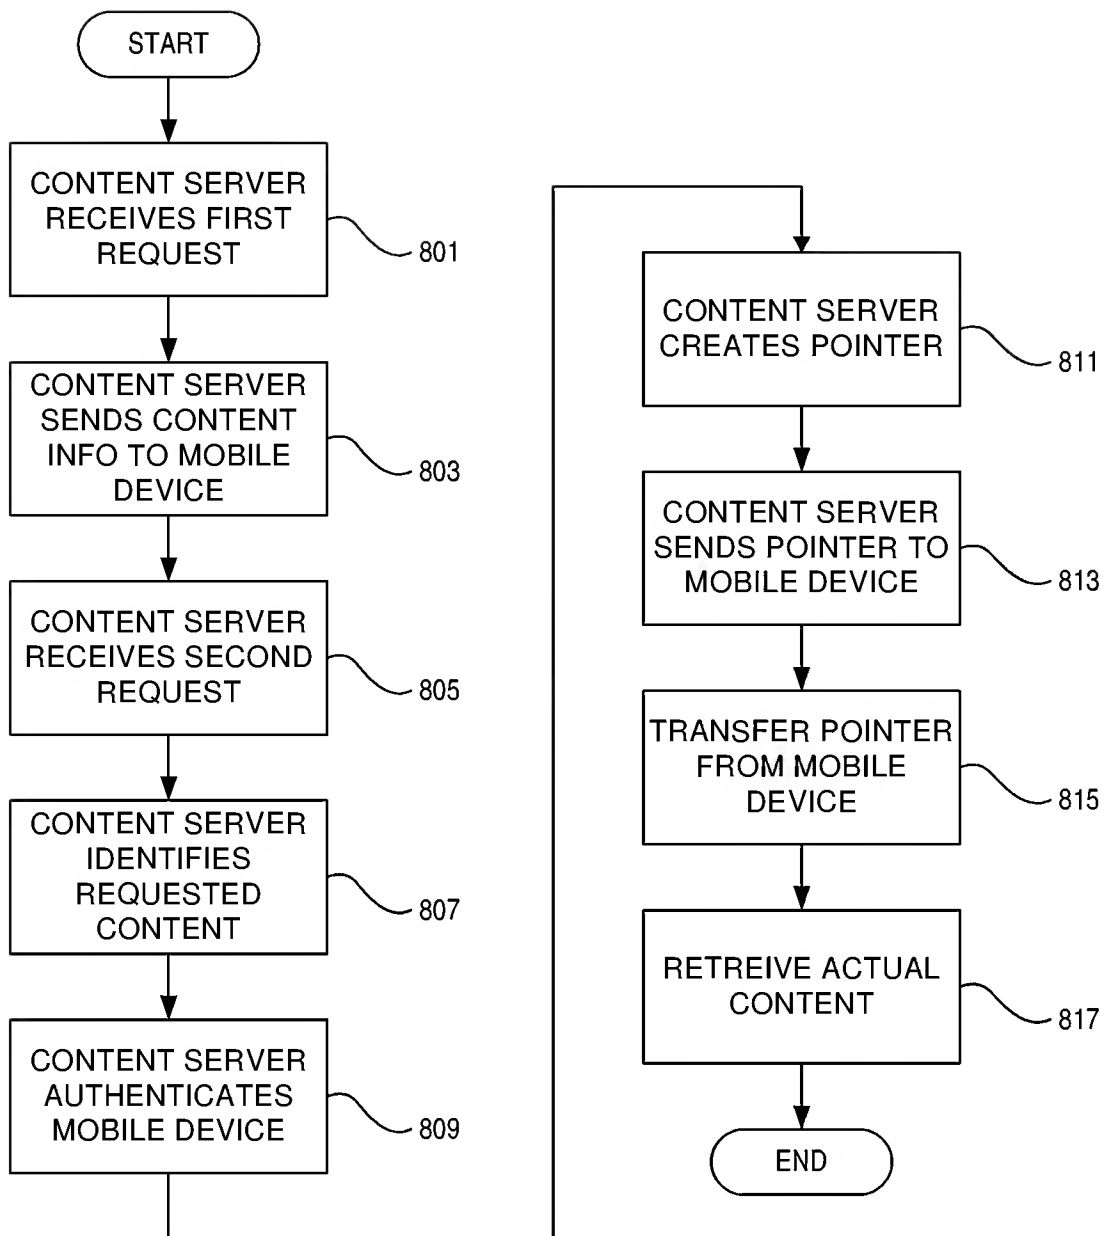 START
CONTENT SERVER
RECEIVES FIRST
REQUEST
801
CONTENT SERVER
SENDS CONTENT
INFO TO MOBILE
DEVICE
803
CONTENT SERVER
RECEIVES SECOND
REQUEST
805
CONTENT SERVER
IDENTIFIES
REQUESTED
CONTENT
807
CONTENT SERVER
AUTHENTICATES
MOBILE DEVICE
809
CONTENT SERVER
CREATES POINTER
811
CONTENT SERVER
SENDS POINTER TO
MOBILE DEVICE
813
TRANSFER POINTER
FROM MOBILE
DEVICE
815
RETREIVE ACTUAL
CONTENT
817
END